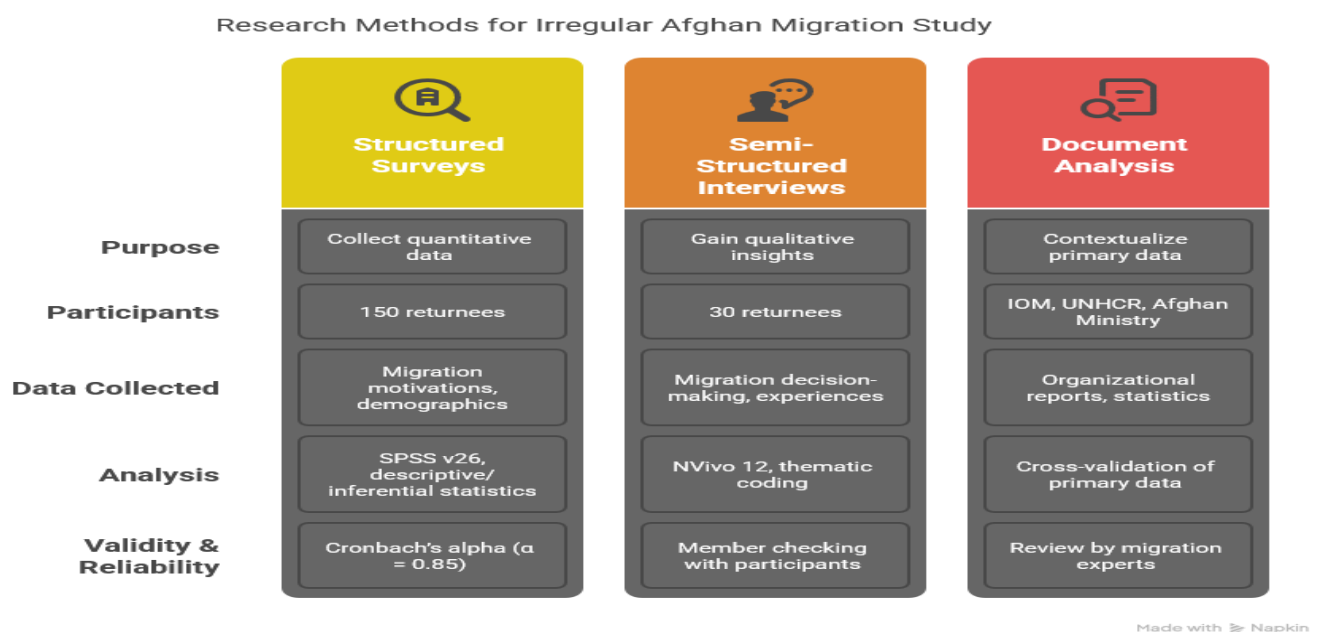 Research Methods for Irregular Afghan Migration Study
Structured
Surveys
Semi-
Structured
Interviews
Document
Analysis
Purpose
Collect quantitative
data
Gain qualitative
insights
Contextualize
primary data
Participants
150 returnees
30 returnees
IOM, UNHCR, Afghan
Ministry
Data Collected
Migration
motivations,
demographics
Migration decision-
making, experiences
Organizational
reports, statistics
Analysis
SPSS v26,
descriptive/
inferential statistics
NVivo 12, thematic
coding
Cross-validation of
primary data
Validity &
Reliability
Cronbach's alpha (α
= 0.85)
Member checking
with participants
Review by migration
experts
Made with Napkin